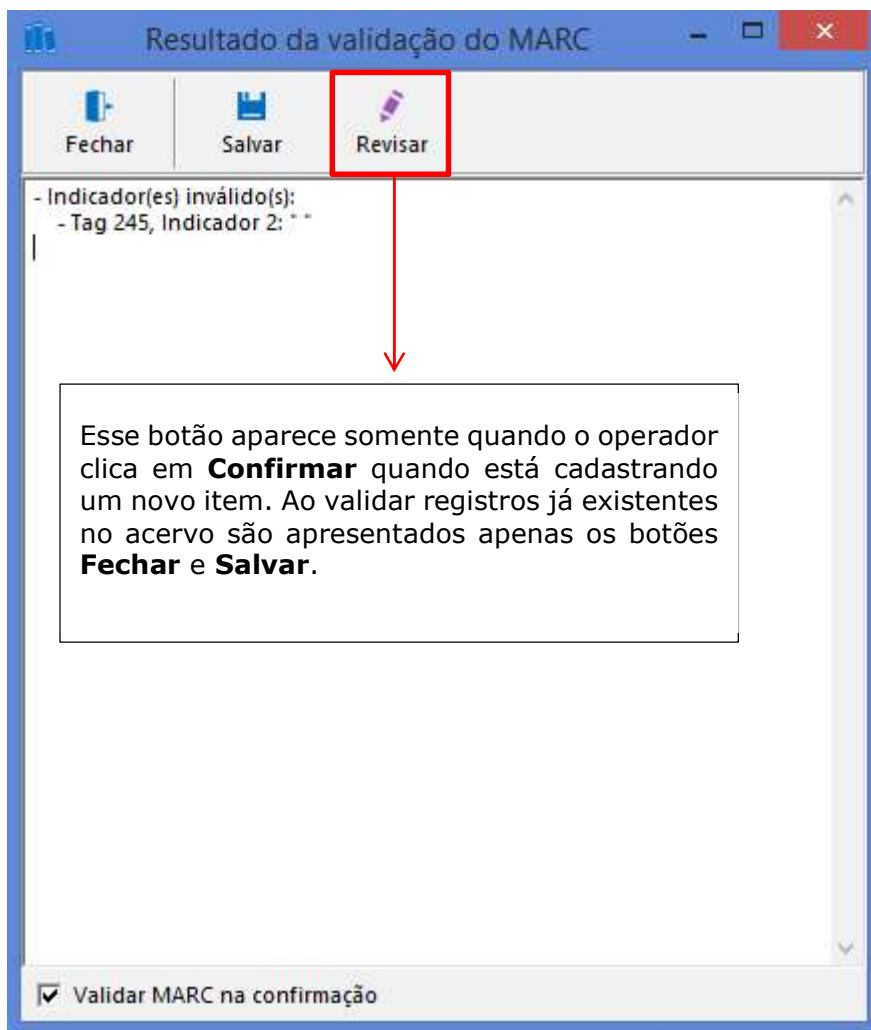 Resultado da validação do MARC
Fechar
Salvar
Revisar
- Indicador(es) inválido(s):
- Tag 245, Indicador 2: " "
Esse botão aparece somente quando o operador
clica em Confirmar quando está cadastrando
um novo item. Ao validar registros já existentes
no acervo são apresentados apenas os botões
Fechar e Salvar.
Validar MARC na confirmação